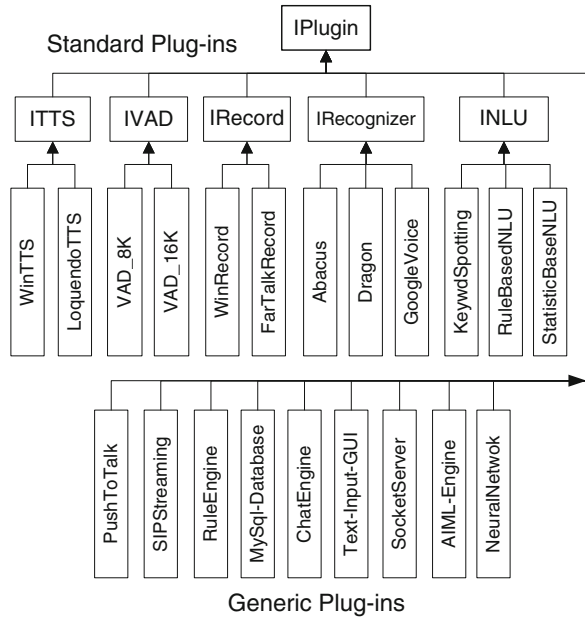 IPlugin
Standard Plug-ins
ITTS
IVAD
IRecord
IRecognizer
INLU
WinTTS
LoquendoTTS
VAD_8K
VAD_16K
WinRecord
FarTalkRecord
Abacus
Dragon
GoogleVoice
KeywdSpotting
RuleBasedNLU
StatisticBaseNLU
PushToTalk
SIPStreaming
RuleEngine
MySql-Database
ChatEngine
Text-Input-GUI
SocketServer
AIML-Engine
NeuralNetwok
Generic Plug-ins